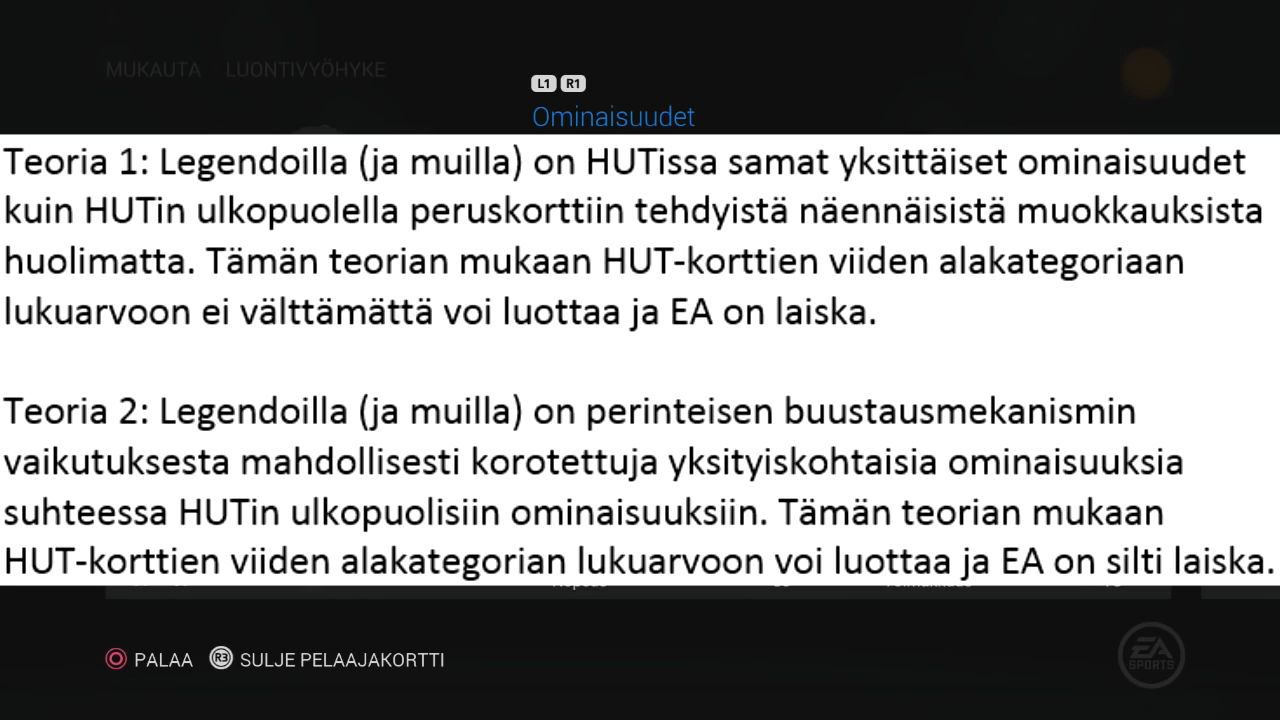 MUKAUTA - LUONTIVYÖHYKE
L1 R1
Ominaisuudet
Teoria 1: Legendoilla (ja muilla) on HUTissa samat yksittäiset ominaisuudet
kuin HUTin ulkopuolella peruskorttiin tehdyistä näennäisistä muokkauksista
huolimatta. Tämän teorian mukaan HUT-korttien viiden alakategoriaan
lukuarvoon ei välttämättä voi luottaa ja EA on laiska.
Teoria 2: Legendoilla (ja muilla) on perinteisen buustausmekanismin
vaikutuksesta mahdollisesti korotettuja yksityiskohtaisia ominaisuuksia
suhteessa HUTin ulkopuolisiin ominaisuuksiin. Tämän teorian mukaan
HUT-korttien viiden alakategorian lukuarvoon voi luottaa ja EA on silti laiska.
PALAA R3 SULJE PELAAJAKORTTI
EA SPORTS